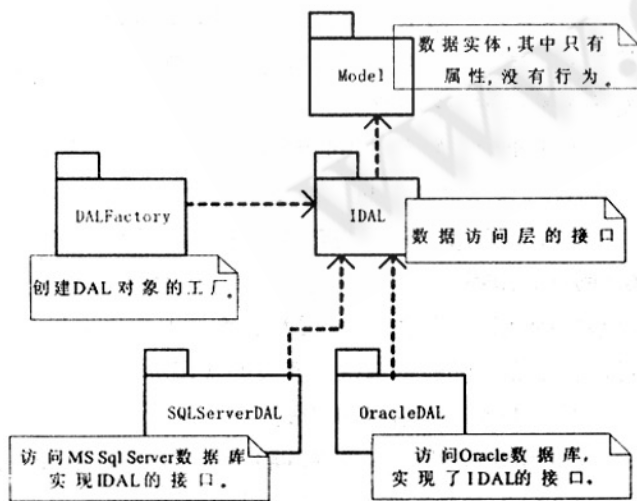 数据实体,其中只有
属性,没有行为。
Model
DALFactory
IDAL
数据访问层的接口
创建DAL对象的工厂。
SQLServerDAL
OracleDAL
访问MS Sql Server数据库
实现IDAL的接口。
访问Oracle数据库,
实现了IDAL的接口。